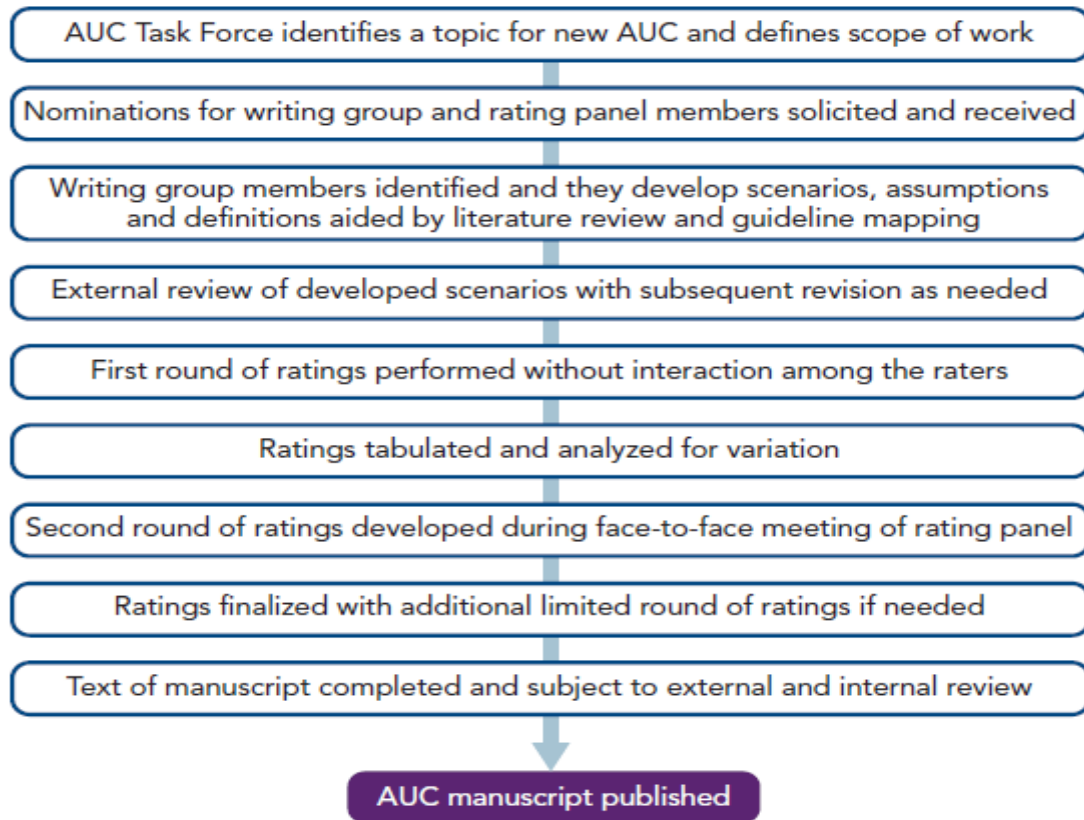 AUC Task Force identifies a topic for new AUC and defines scope of work
Nominations for writing group and rating panel members solicited and received
Writing group members identified and they develop scenarios, assumptions
and definitions aided by literature review and guideline mapping
External review of developed scenarios with subsequent revision as needed
First round of ratings performed without interaction among the raters
Ratings tabulated and analyzed for variation
Second round of ratings developed during face-to-face meeting of rating panel
Ratings finalized with additional limited round of ratings if needed
Text of manuscript completed and subject to external and internal review
AUC manuscript published